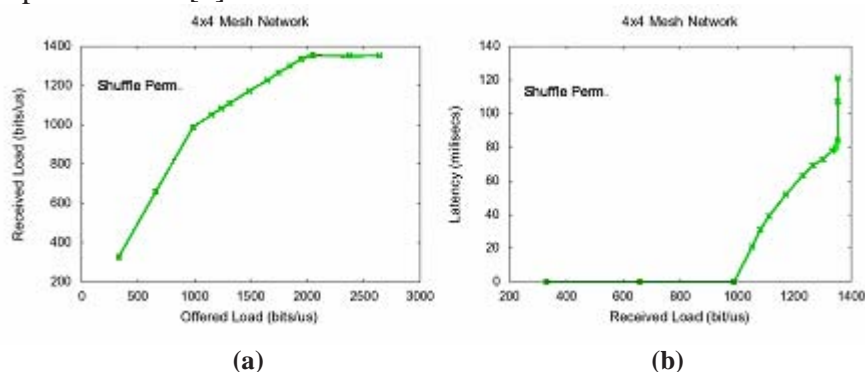 4x4 Mesh Network
Received Load (bits/us)
1400
1200
1000
800
600
400
200
Shuffle Perm.
0
500
1000
1500
2000
2500
3000
Offered Load (bits/us)
(a)
4x4 Mesh Network
Latency (milisecs)
140
120
100
80
60
40
20
0
Shuffle Perm.
200
400
600
800
1000
1200
1400
Received Load (bit/us)
(b)